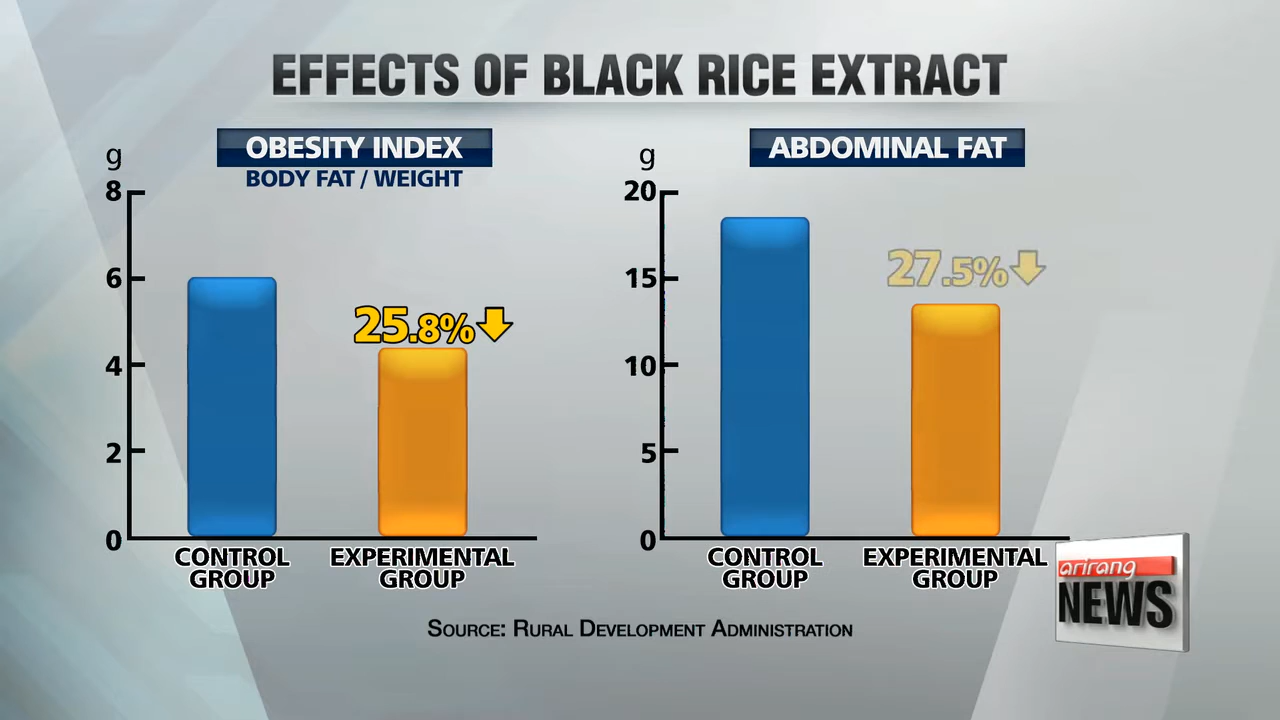 EFFECTS OF BLACK RICE EXTRACT
OBESITY INDEX
BODY FAT / WEIGHT
g
8
6
4
2
0
25.8%
CONTROL
GROUP
EXPERIMENTAL
GROUP
ABDOMINAL FAT
g
20
15
10
5
0
27.5%
CONTROL
GROUP
EXPERIMENTAL
GROUP
SOURCE: RURAL DEVELOPMENT ADMINISTRATION
arirang
NEWS